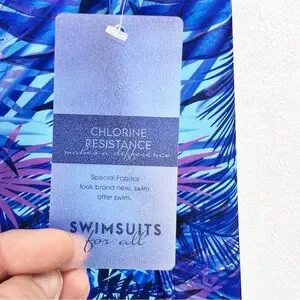 CHLORINE
RESISTANCE
makes a difference
Special Fabrics
look brand new, swim
after swim.
SWIMSUITS
for all